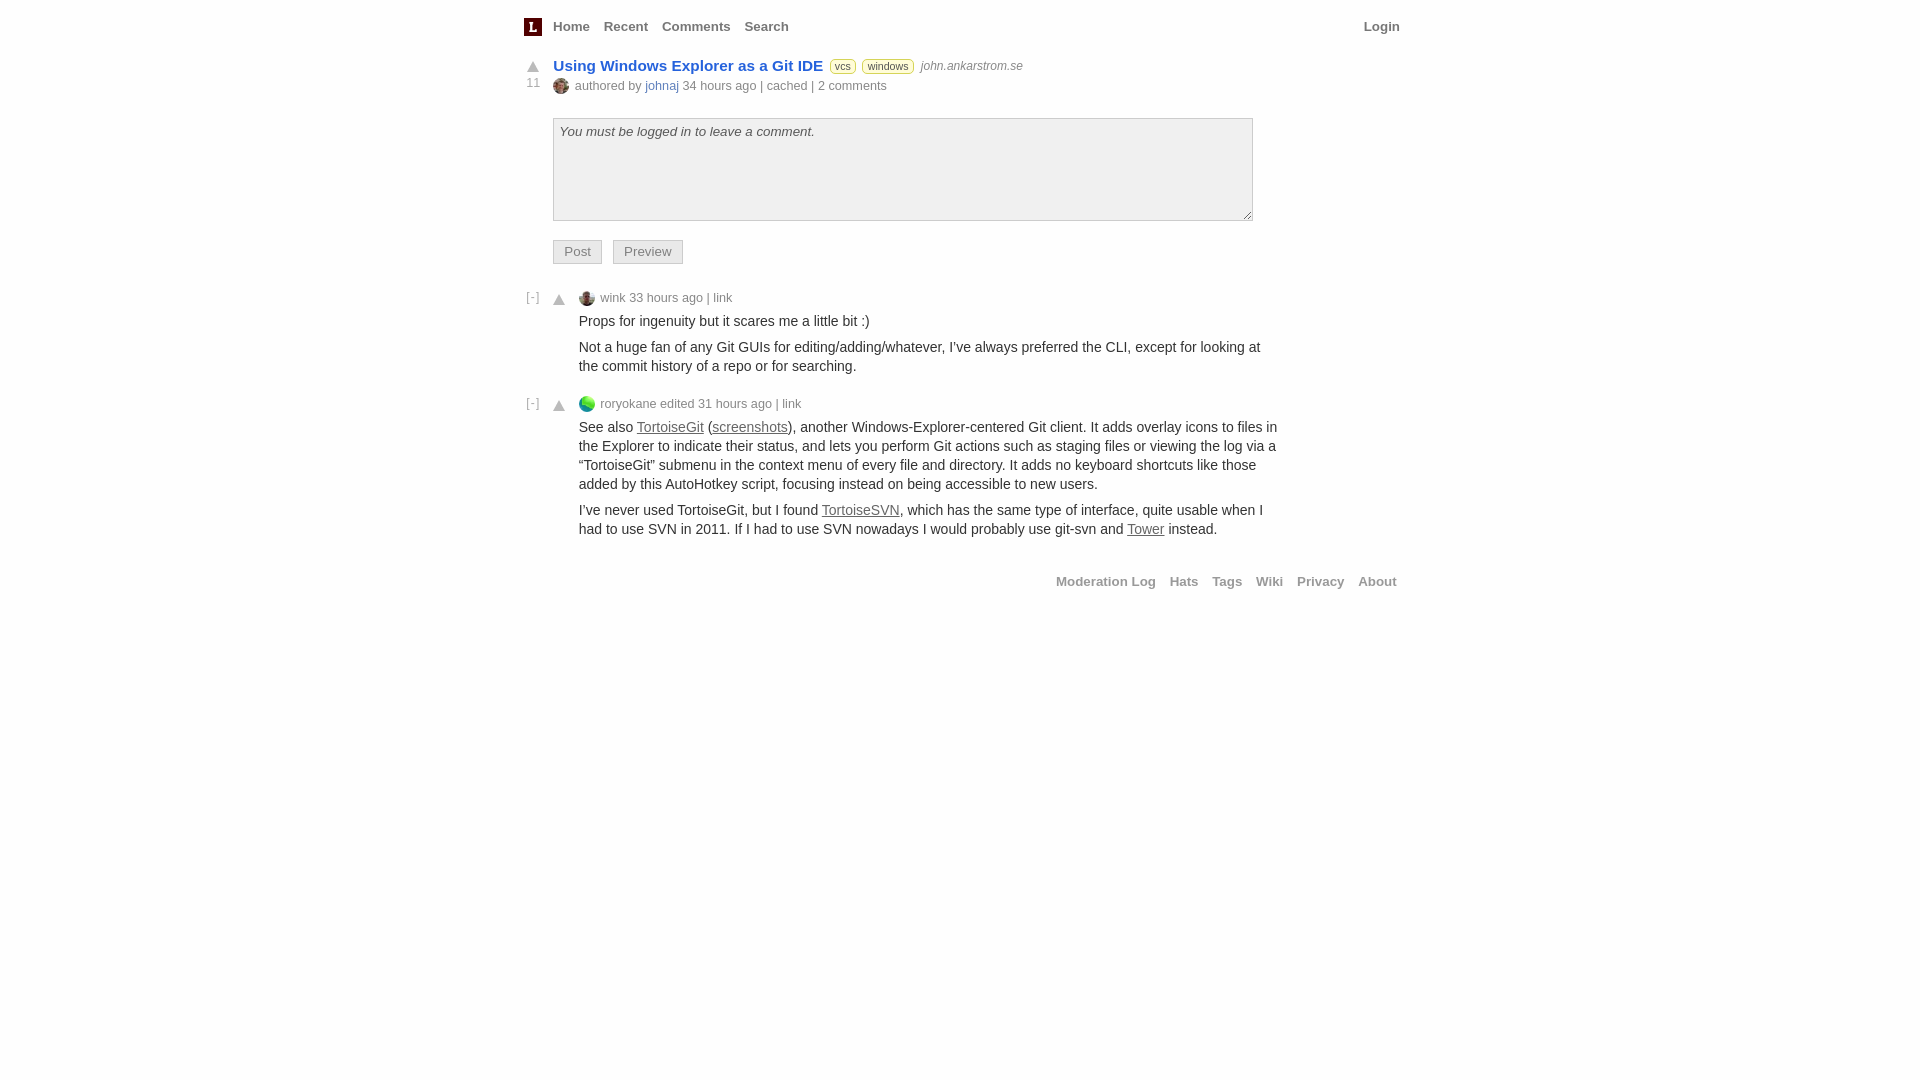 L Home Recent Comments Search Login
Using Windows Explorer as a Git IDE vcs windows john.ankarstrom.se
11 authored by johnaj 34 hours ago | cached | 2 comments
You must be logged in to leave a comment.
Post Preview
[-] wink 33 hours ago | link
Props for ingenuity but it scares me a little bit :)
Not a huge fan of any Git GUIs for editing/adding/whatever, I’ve always preferred the CLI, except for looking at
the commit history of a repo or for searching.
[-] roryokane edited 31 hours ago | link
See also TortoiseGit (screenshots), another Windows-Explorer-centered Git client. It adds overlay icons to files in
the Explorer to indicate their status, and lets you perform Git actions such as staging files or viewing the log via a
“TortoiseGit” submenu in the context menu of every file and directory. It adds no keyboard shortcuts like those
added by this AutoHotkey script, focusing instead on being accessible to new users.
I’ve never used TortoiseGit, but I found TortoiseSVN, which has the same type of interface, quite usable when I
had to use SVN in 2011. If I had to use SVN nowadays I would probably use git-svn and Tower instead.
Moderation Log Hats Tags Wiki Privacy About